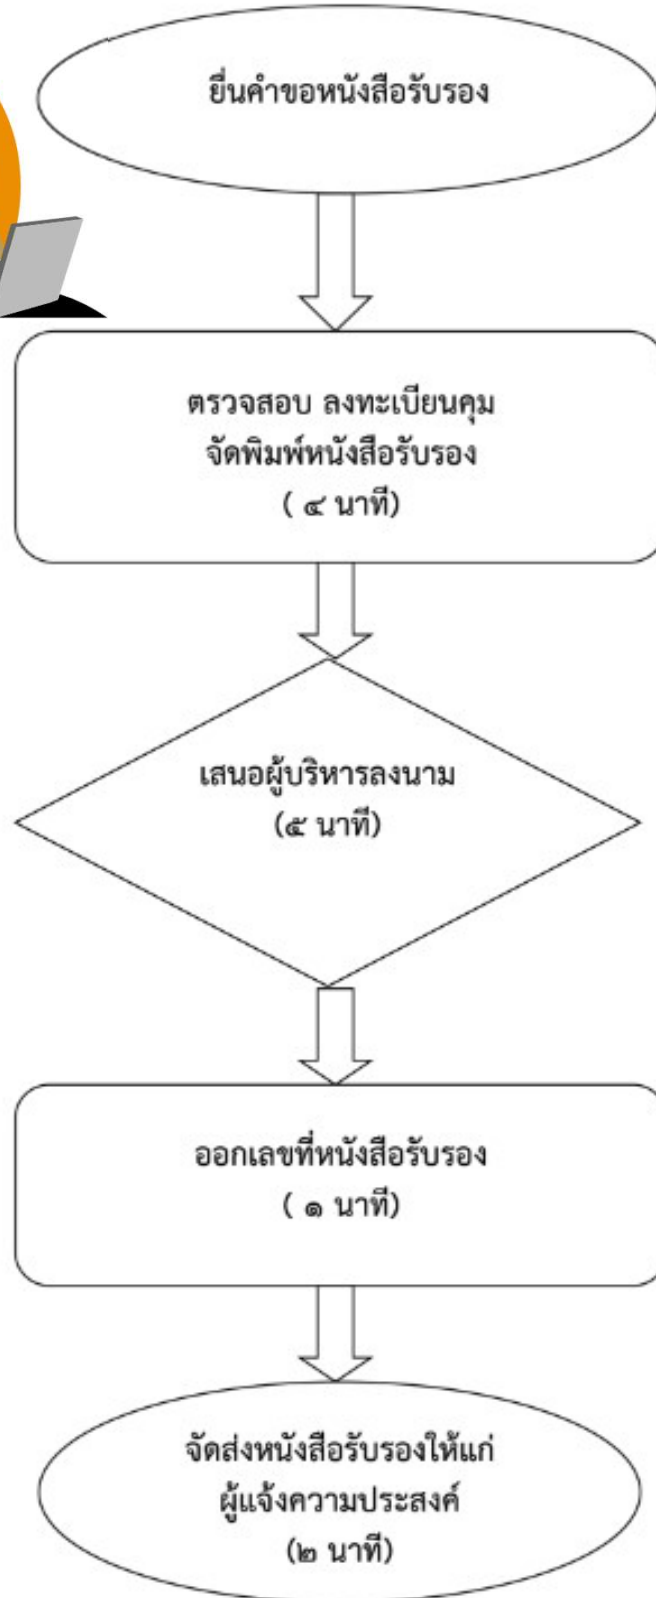 ยื่นคำขอหนังสือรับรอง
ตรวจสอบ ลงทะเบียนคุม
จัดพิมพ์หนังสือรับรอง
( ๔ นาที)
เสนอผู้บริหารลงนาม
(๕ นาที)
ออกเลขที่หนังสือรับรอง
( ๑ นาที)
จัดส่งหนังสือรับรองให้แก่
ผู้แจ้งความประสงค์
(๒ นาที)